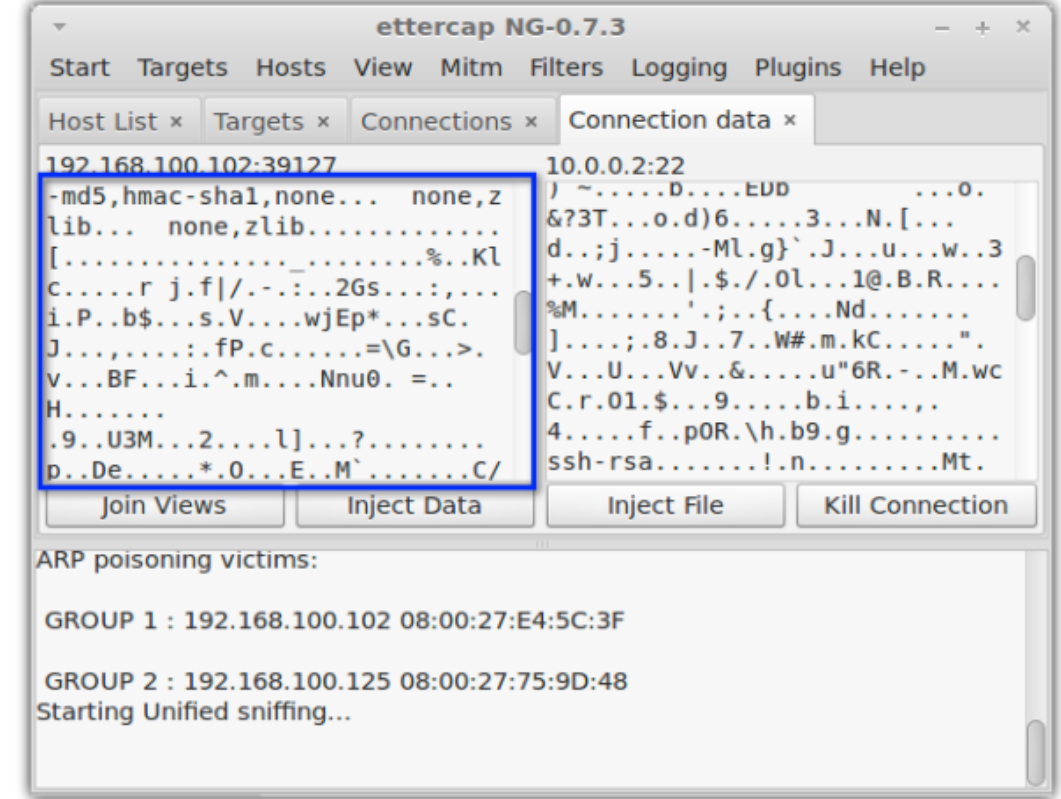 ettercap NG-0.7.3
Start Targets Hosts View Mitm Filters Logging Plugins Help
Host List × Targets × Connections × Connection data ×
192.168.100.102:39127
-md5,hmac-sha1,none... none,z
lib... none,zlib..............
[..............._........%..Kl
c.....r j.f|/.-.:..2Gs...:,...
i.P..b$...s.V....wjEp*...sC.
J...,....:.fP.c......=\G...>.
v...BF...i.^.m....Nnu0. =..
H.......
.9..U3M...2....l]...?........
p..De.....*.O...E..M`.......C/
10.0.0.2:22
) ~.....b....EDb ...o.
&?3T...o.d)6.....3...N.[...
d..;j.....-Ml.g}`.J...u...w..3
+.w...5..|.$./.0l...1@.B.R....
%M.......'.;..{....Nd.......
]....;.8.J..7..W#.m.kC.....".
V...U...Vv..&.....u"6R.-..M.wc
C.r.01.$...9.....b.i....,.
4.....f..pOR.\h.b9.g..........
ssh-rsa.......!.n.........Mt.
Join Views Inject Data Inject File Kill Connection
ARP poisoning victims:
GROUP 1 : 192.168.100.102 08:00:27:E4:5C:3F
GROUP 2 : 192.168.100.125 08:00:27:75:9D:48
Starting Unified sniffing...